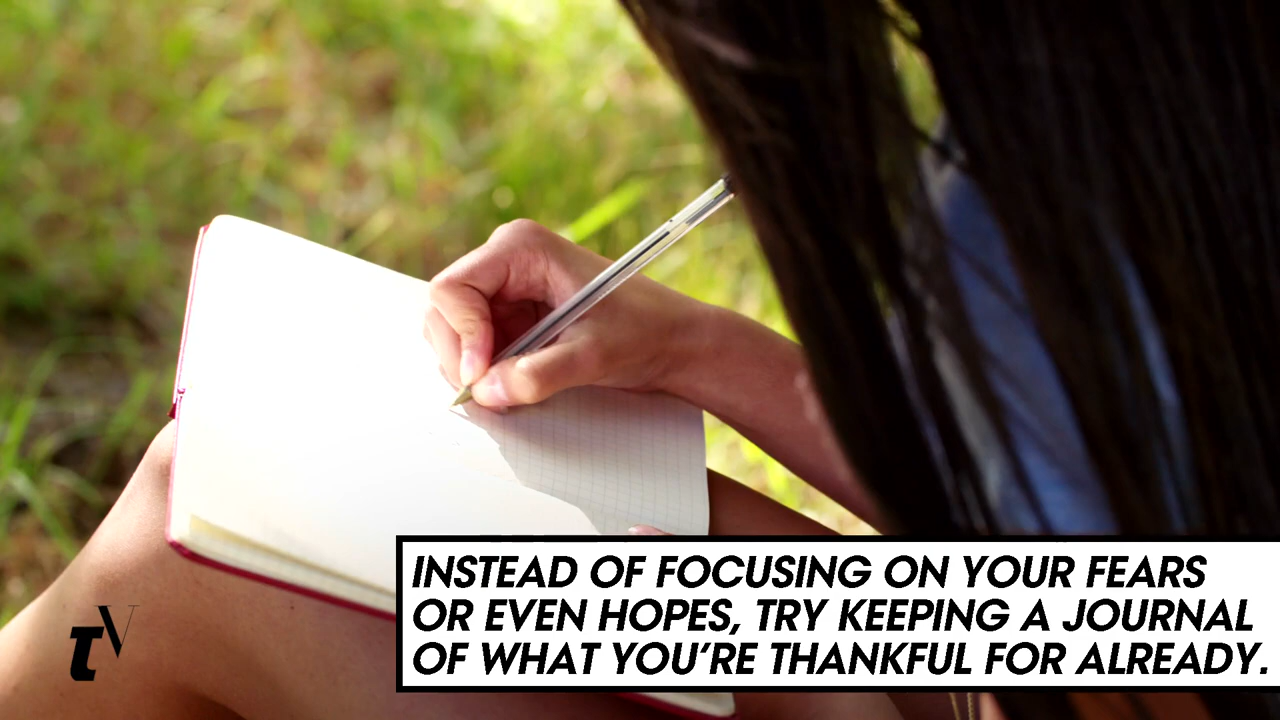 INSTEAD OF FOCUSING ON YOUR FEARS
OR EVEN HOPES, TRY KEEPING A JOURNAL
OF WHAT YOU'RE THANKFUL FOR ALREADY.
tV